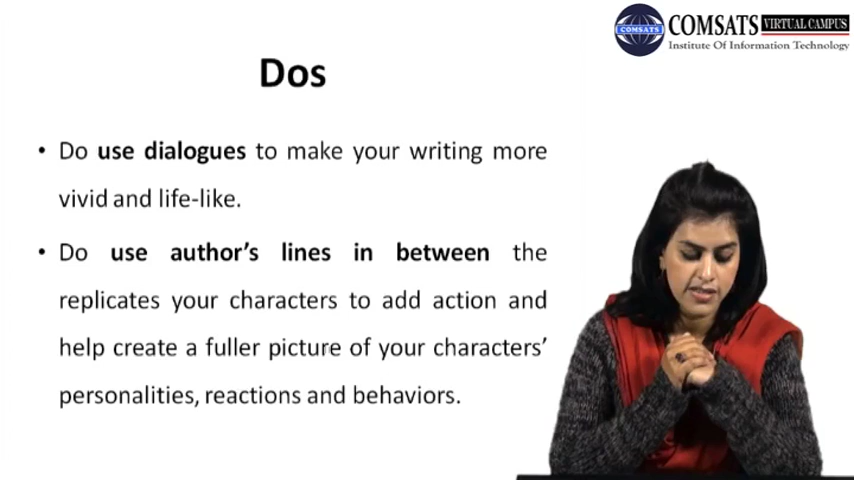 COMSATS VIRTUAL CAMPUS
COMSATS
Institute Of Information Technology
Dos
• Do use dialogues to make your writing more
vivid and life-like.
• Do use author's lines in between the
replicates your characters to add action and
help create a fuller picture of your characters'
personalities, reactions and behaviors.